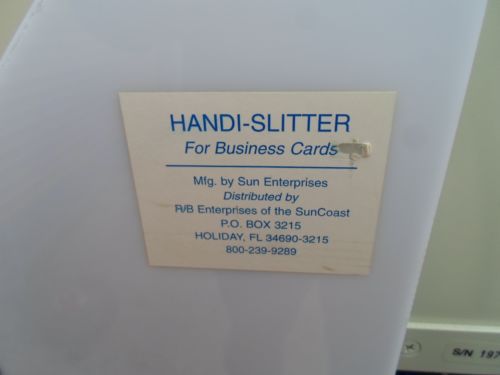 HANDI-SLITTER
For Business Cards
Mfg. by Sun Enterprises
Distributed by
R/B Enterprises of the SunCoast
P.O. BOX 3215
HOLIDAY, FL 34690-3215
800-239-9289
S/N 197